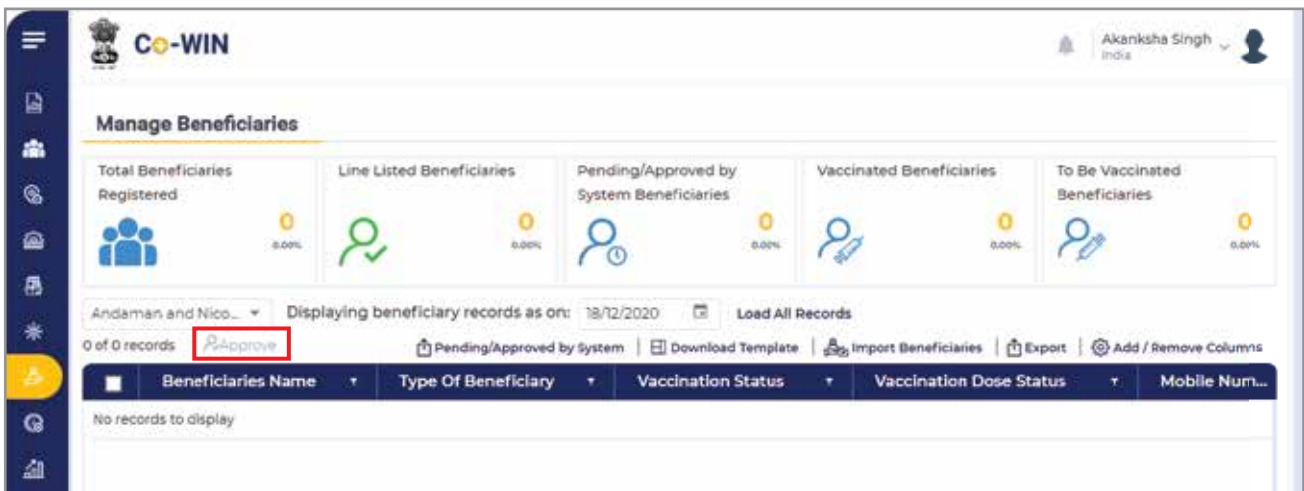 Co-WIN
Akanksha Singh
India
Manage Beneficiaries
Total Beneficiaries
Registered
0
0.00%
Line Listed Beneficiaries
0
0.00%
Pending/Approved by
System Beneficiaries
0
0.00%
Vaccinated Beneficiaries
0
0.00%
To Be Vaccinated
Beneficiaries
0
0.00%
Andaman and Nico... Displaying beneficiary records as on: 18/12/2020 Load All Records
0 of 0 records Approve Pending/Approved by System | Download Template | Import Beneficiaries | Export | Add / Remove Columns
Beneficiaries Name Type Of Beneficiary Vaccination Status Vaccination Dose Status Mobile Num...
No records to display